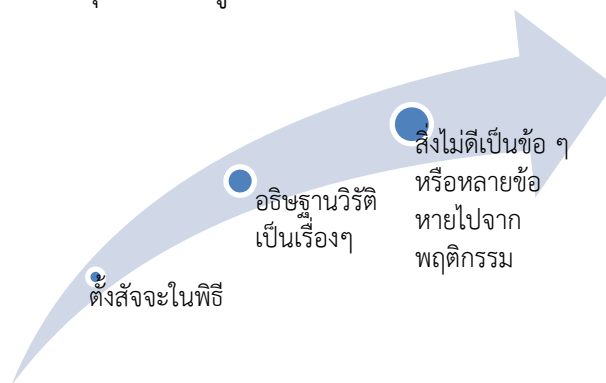 ตั้งสัจจะในพิธี
อธิษฐานวิรัติ
เป็นเรื่องๆ
สิ่งไม่ดีเป็นข้อ ๆ
หรือหลายข้อ
หายไปจาก
พฤติกรรม